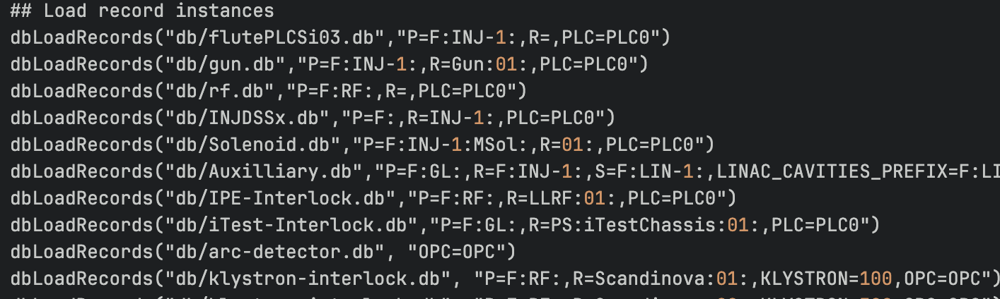 ## Load record instances
dbLoadRecords("db/flutePLCSi03.db","P=F:INJ-1:,R=,PLC=PLC0")
dbLoadRecords("db/gun.db","P=F:INJ-1:,R=Gun:01:,PLC=PLC0")
dbLoadRecords("db/rf.db","P=F:RF:,R=,PLC=PLC0")
dbLoadRecords("db/INJDSSx.db","P=F:,R=INJ-1:,PLC=PLC0")
dbLoadRecords("db/Solenoid.db","P=F:INJ-1:MSol:,R=01:,PLC=PLC0")
dbLoadRecords("db/Auxilliary.db","P=F:GL:,R=F:INJ-1:,S=F:LIN-1:,LINAC_CAVITIES_PREFIX=F:LI
dbLoadRecords("db/IPE-Interlock.db","P=F:RF:,R=LLRF:01:,PLC=PLC0")
dbLoadRecords("db/iTest-Interlock.db","P=F:GL:,R=PS:iTestChassis:01:,PLC=PLC0")
dbLoadRecords("db/arc-detector.db", "OPC=OPC")
dbLoadRecords("db/klystron-interlock.db", "P=F:RF:,R=Scandinova:01:,KLYSTRON=100,OPC=OPC")